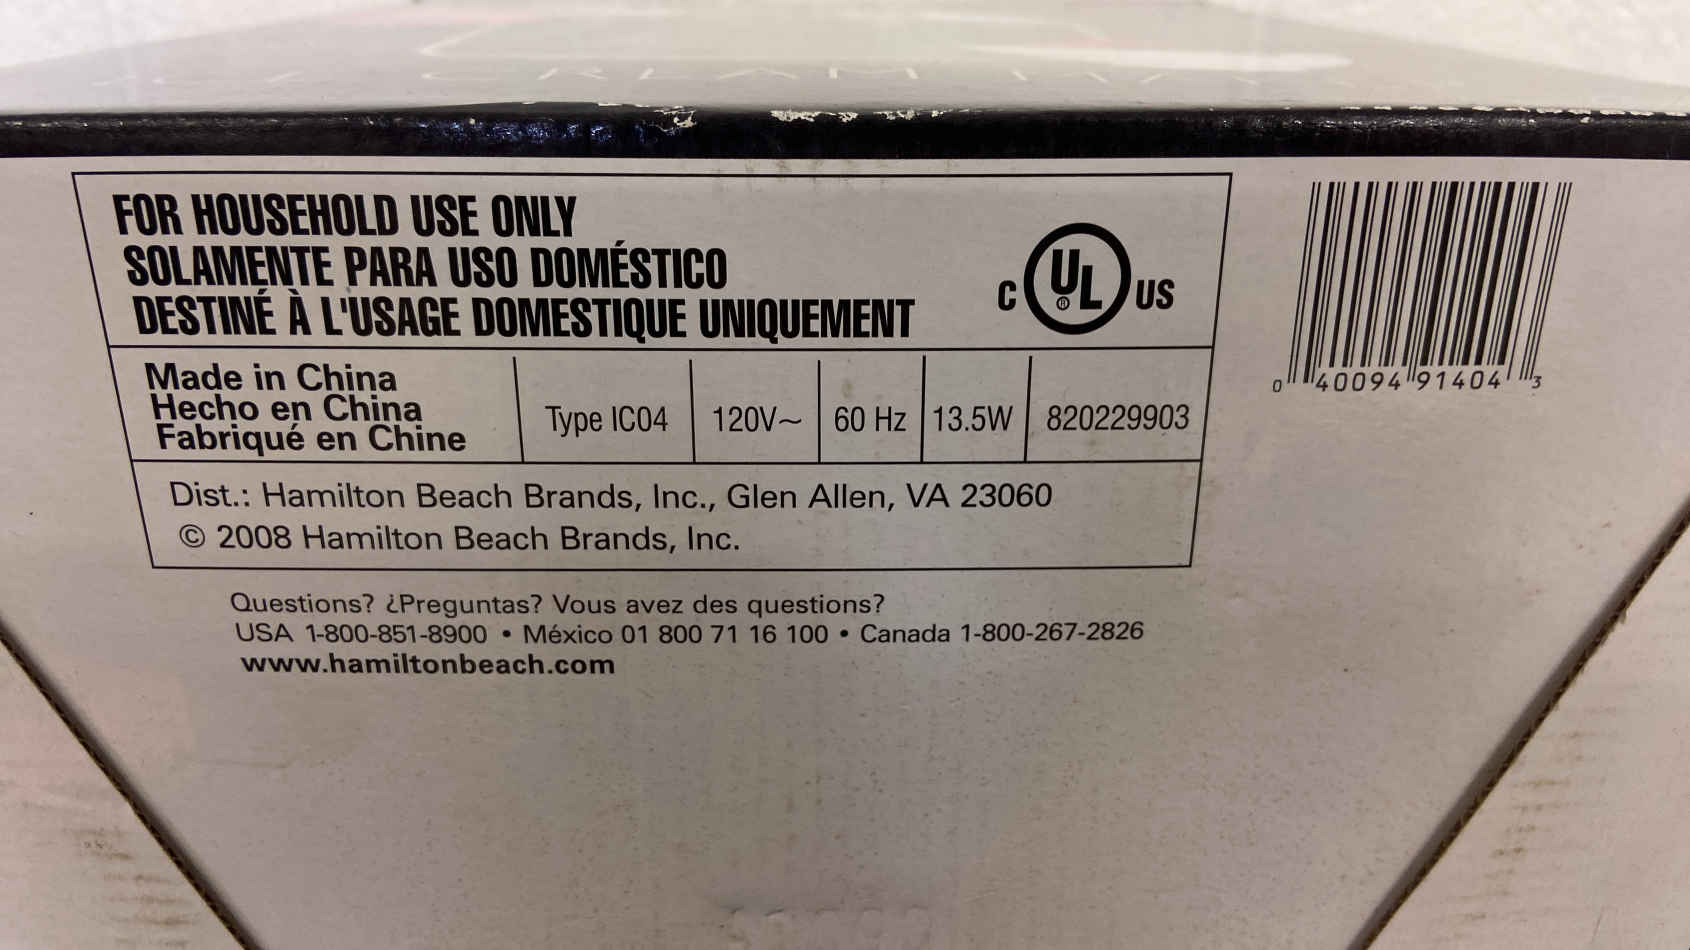 ICE CREAM MA
FOR HOUSEHOLD USE ONLY
SOLAMENTE PARA USO DOMÉSTICO
DESTINÉ À L'USAGE DOMESTIQUE UNIQUEMENT
C UL® US
Made in China
Hecho en China
Fabriqué en Chine
Type IC04
120V~
60 Hz
13.5W
820229903
Dist.: Hamilton Beach Brands, Inc., Glen Allen, VA 23060
© 2008 Hamilton Beach Brands, Inc.
0 40094 91404 3
Questions? ¿Preguntas? Vous avez des questions?
USA 1-800-851-8900 • México 01 800 71 16 100 • Canada 1-800-267-2826
www.hamiltonbeach.com